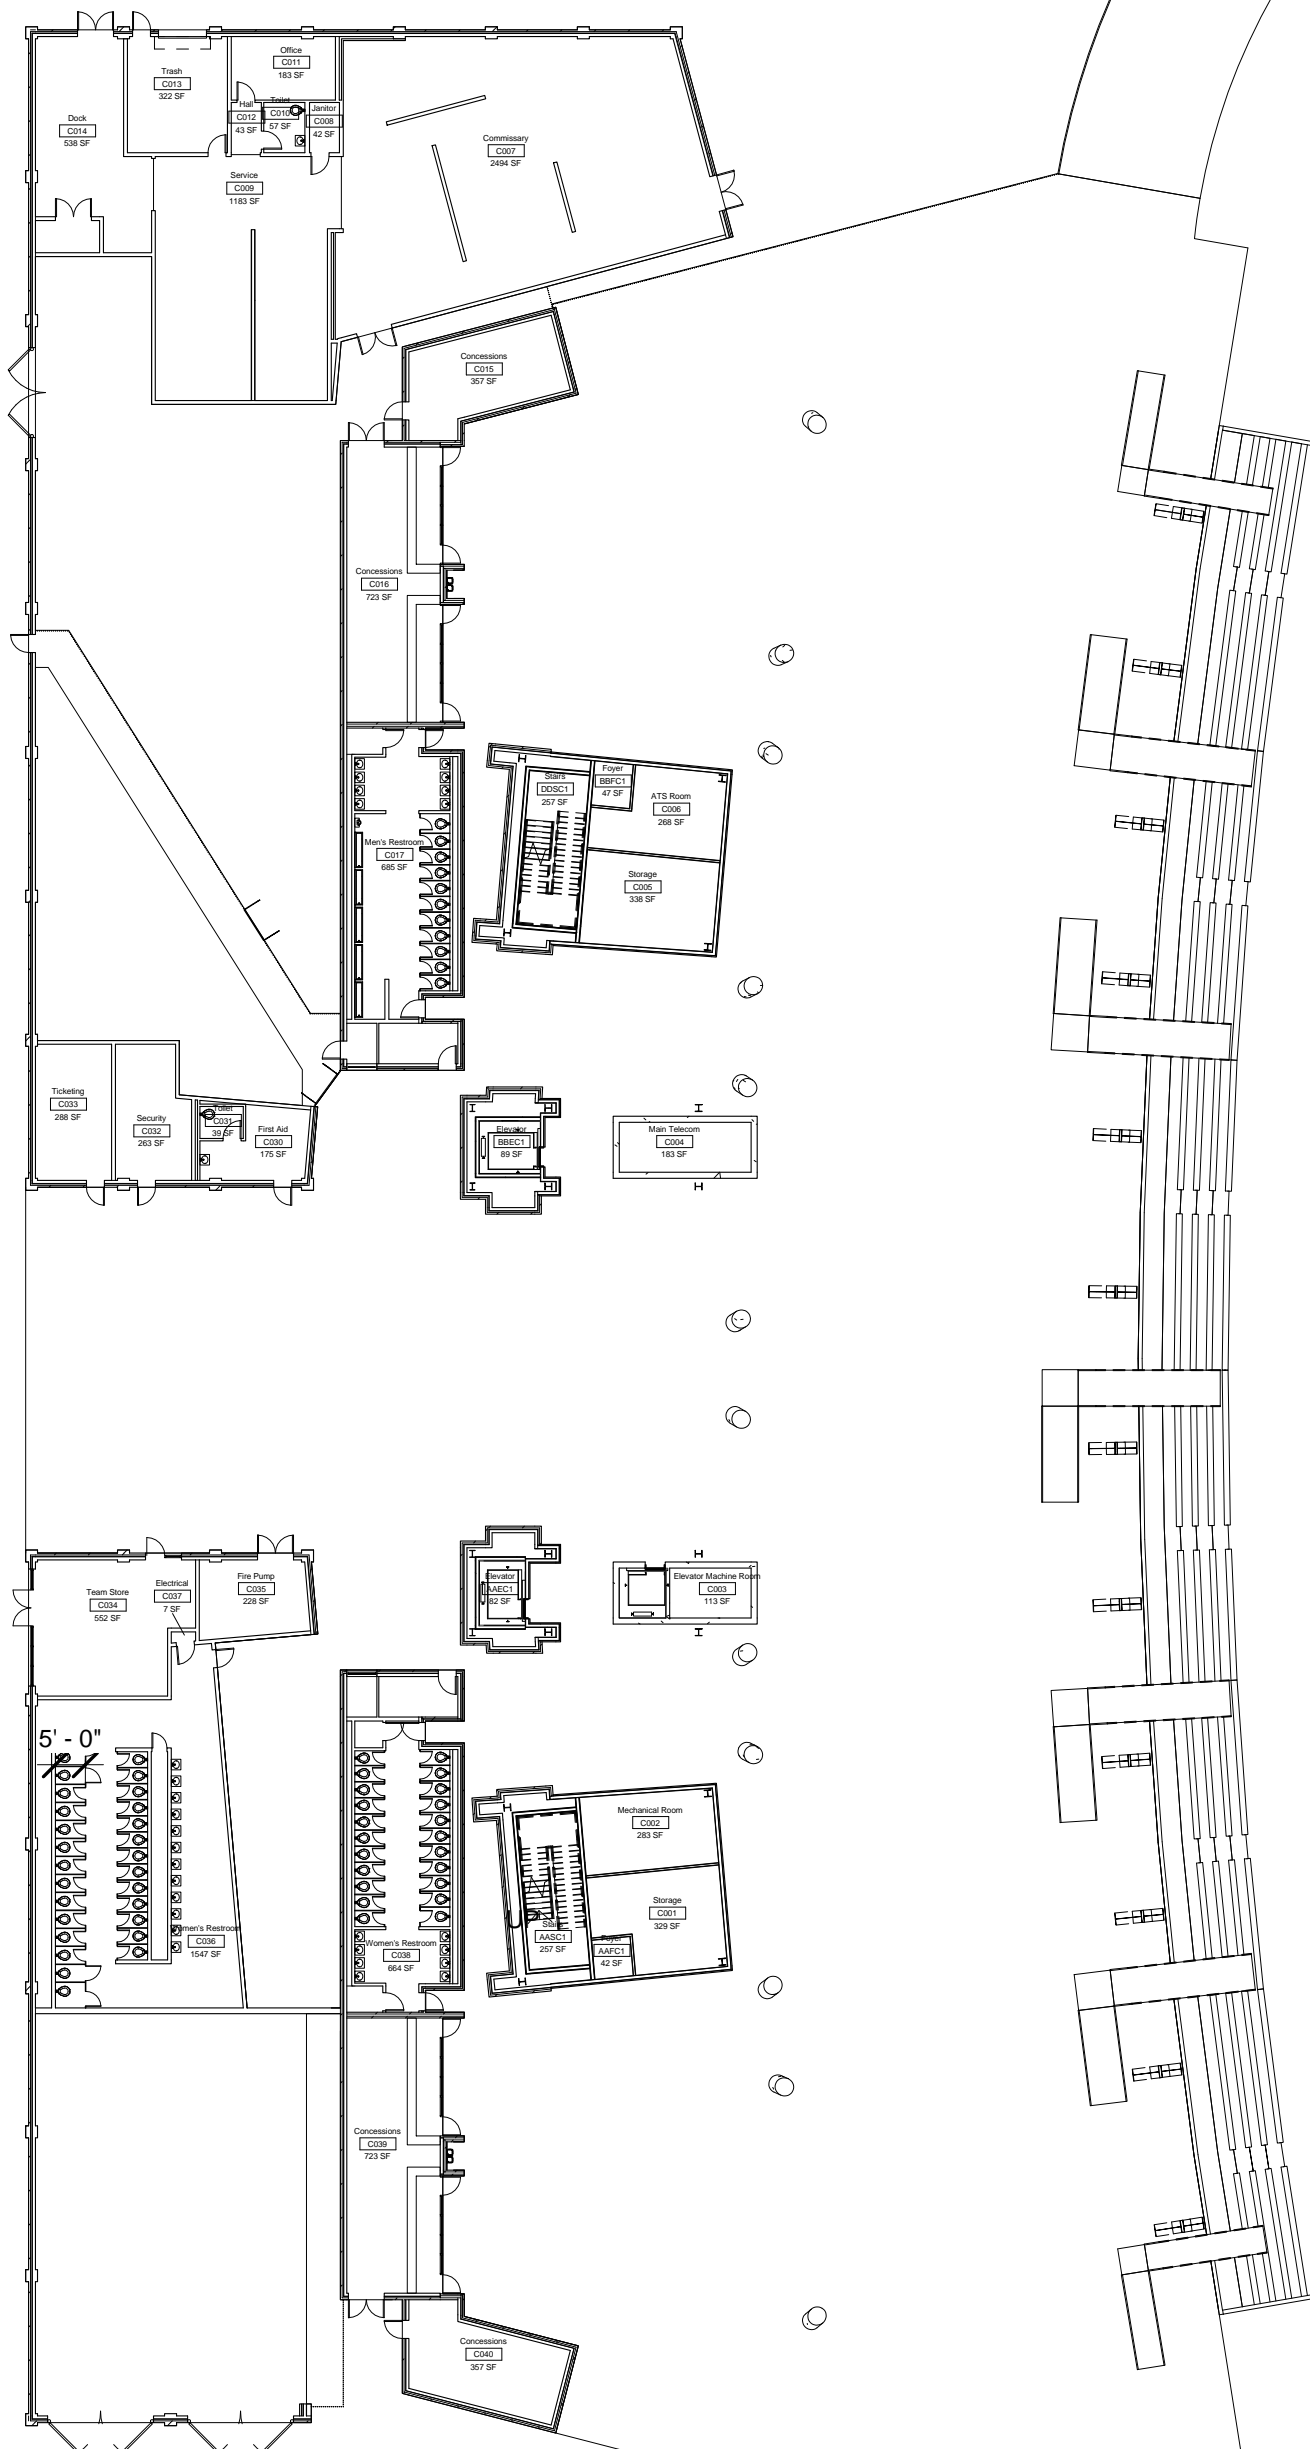 Office
C011
183 SF
Trash
C013
322 SF
Hall
C012
43 SF
Toilet
C010
57 SF
Janitor
C008
42 SF
Dock
C014
538 SF
Commissary
C007
2494 SF
Service
C009
1183 SF
Concessions
C015
357 SF
Concessions
C016
723 SF
Stairs
DDSC1
257 SF
Foyer
BBFC1
47 SF
ATS Room
C006
268 SF
Men's Restroom
C017
685 SF
Storage
C005
338 SF
Ticketing
C033
288 SF
Security
C032
263 SF
Toilet
C031
39 SF
First Aid
C030
175 SF
Elevator
BBEC1
89 SF
Main Telecom
C004
183 SF
Team Store
C034
552 SF
Electrical
C037
7 SF
Fire Pump
C035
228 SF
Elevator
AAEC1
82 SF
Elevator Machine Room
C003
113 SF
5' - 0"
Mechanical Room
C002
283 SF
Storage
C001
329 SF
Stairs
AASC1
257 SF
Foyer
AAFC1
42 SF
Women's Restroom
C036
1547 SF
Women's Restroom
C038
664 SF
Concessions
C039
723 SF
Concessions
C040
357 SF